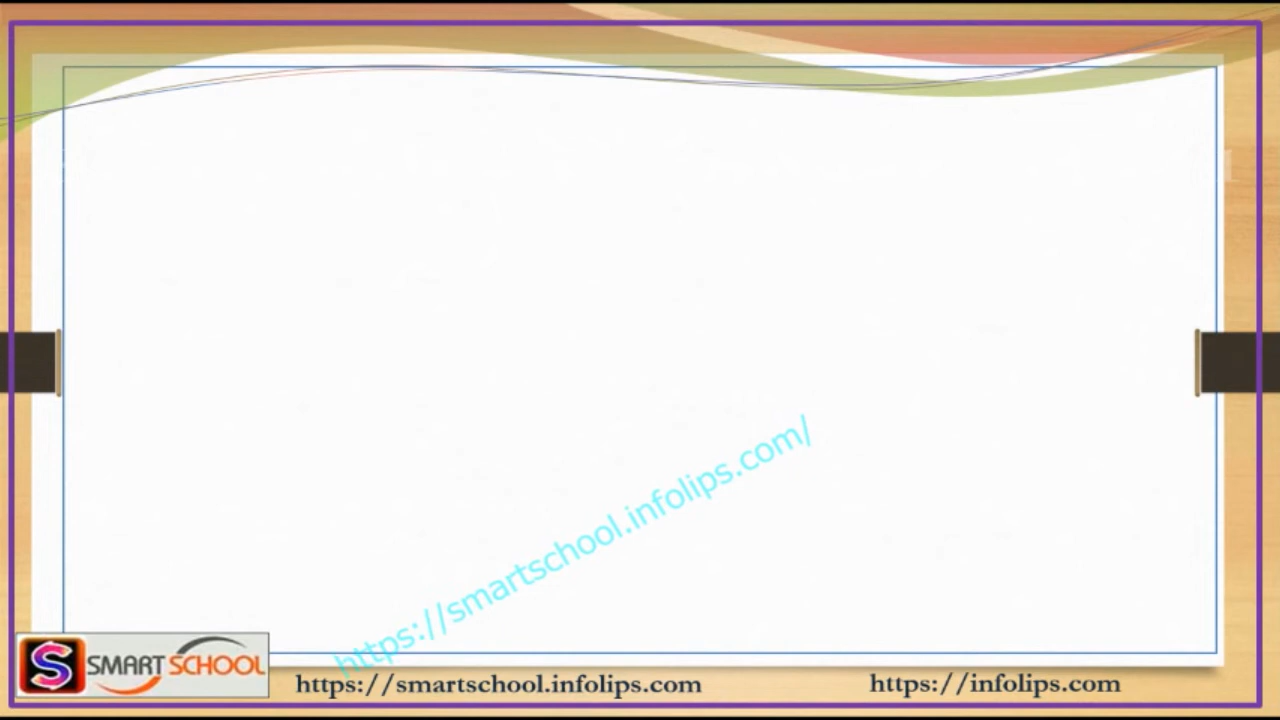 https://smartschool.infolips.com/
SMART SCHOOL
https://smartschool.infolips.com
https://infolips.com